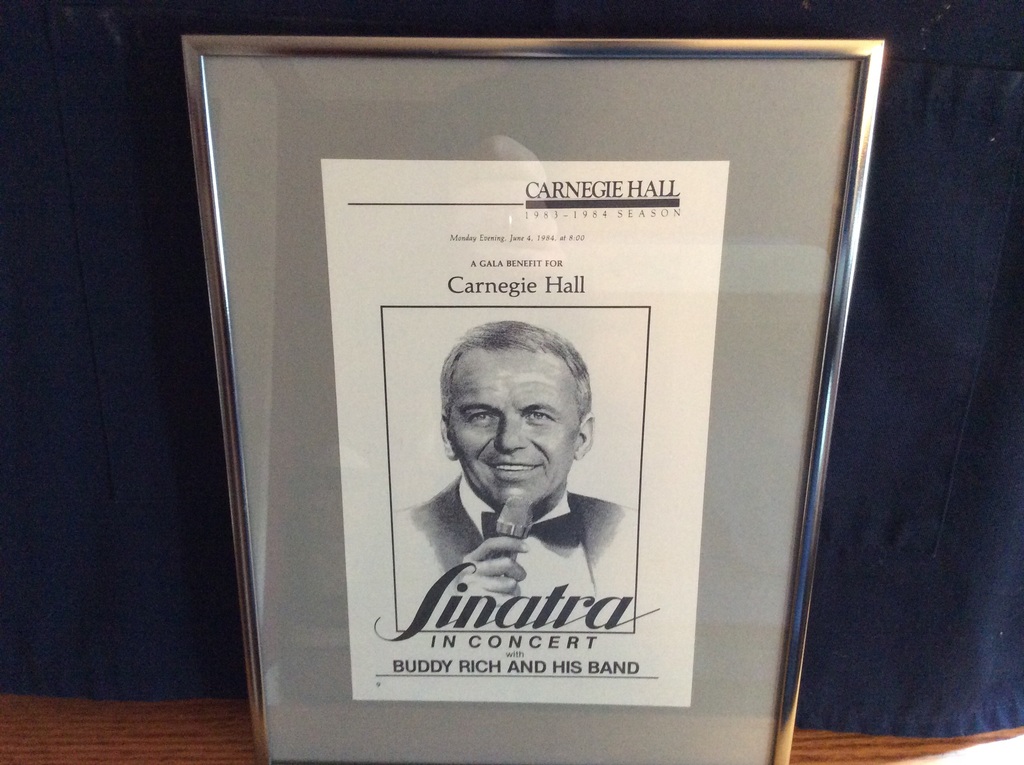 CARNEGIE HALL
1983-1984 SEASON
Monday Evening, June 4, 1984, at 8:00
A GALA BENEFIT FOR
Carnegie Hall
Sinatra
IN CONCERT
with
BUDDY RICH AND HIS BAND